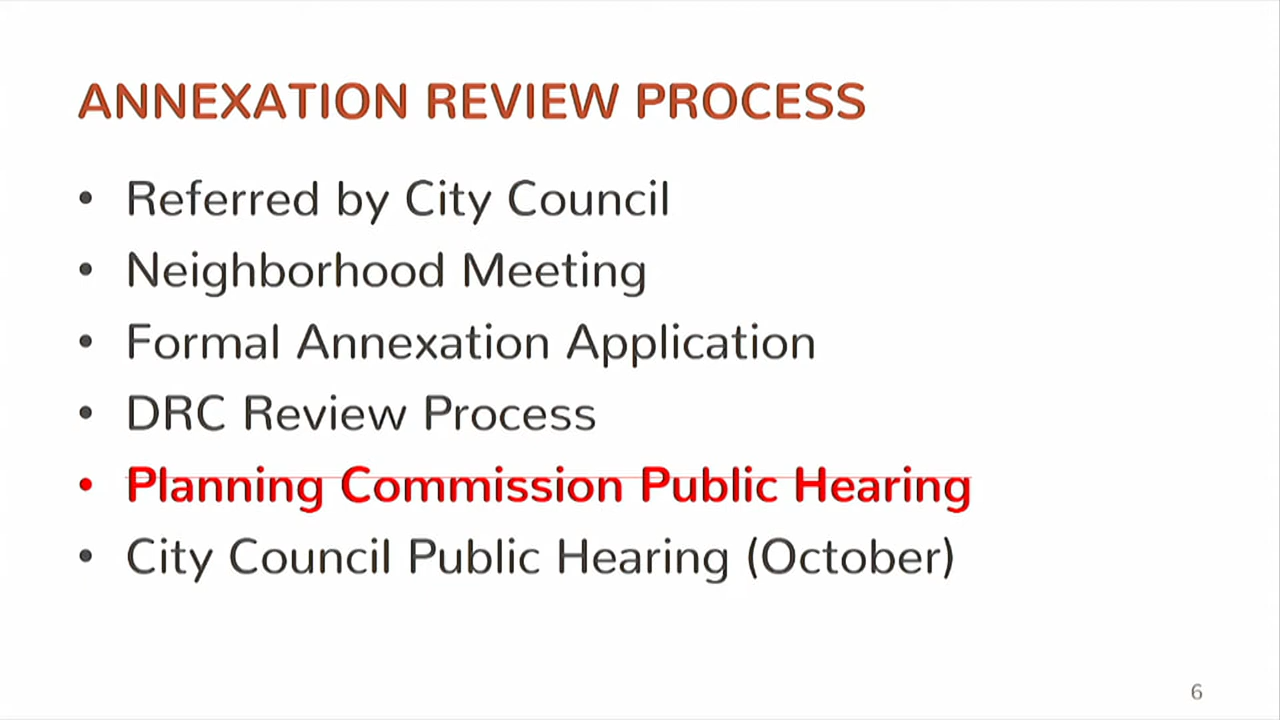 ANNEXATION REVIEW PROCESS
• Referred by City Council
• Neighborhood Meeting
• Formal Annexation Application
• DRC Review Process
• Planning Commission Public Hearing
• City Council Public Hearing (October)
6